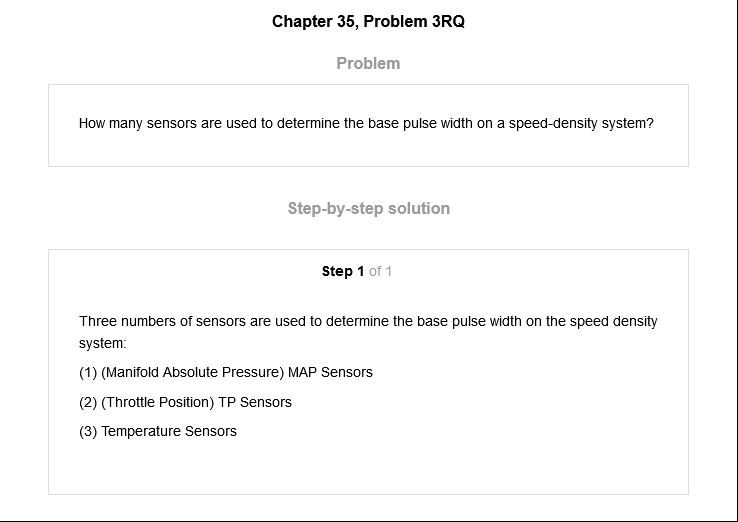 Chapter 35, Problem 3RQ
Problem
How many sensors are used to determine the base pulse width on a speed-density system?
Step-by-step solution
Step 1 of 1
Three numbers of sensors are used to determine the base pulse width on the speed density
system:
(1) (Manifold Absolute Pressure) MAP Sensors
(2) (Throttle Position) TP Sensors
(3) Temperature Sensors